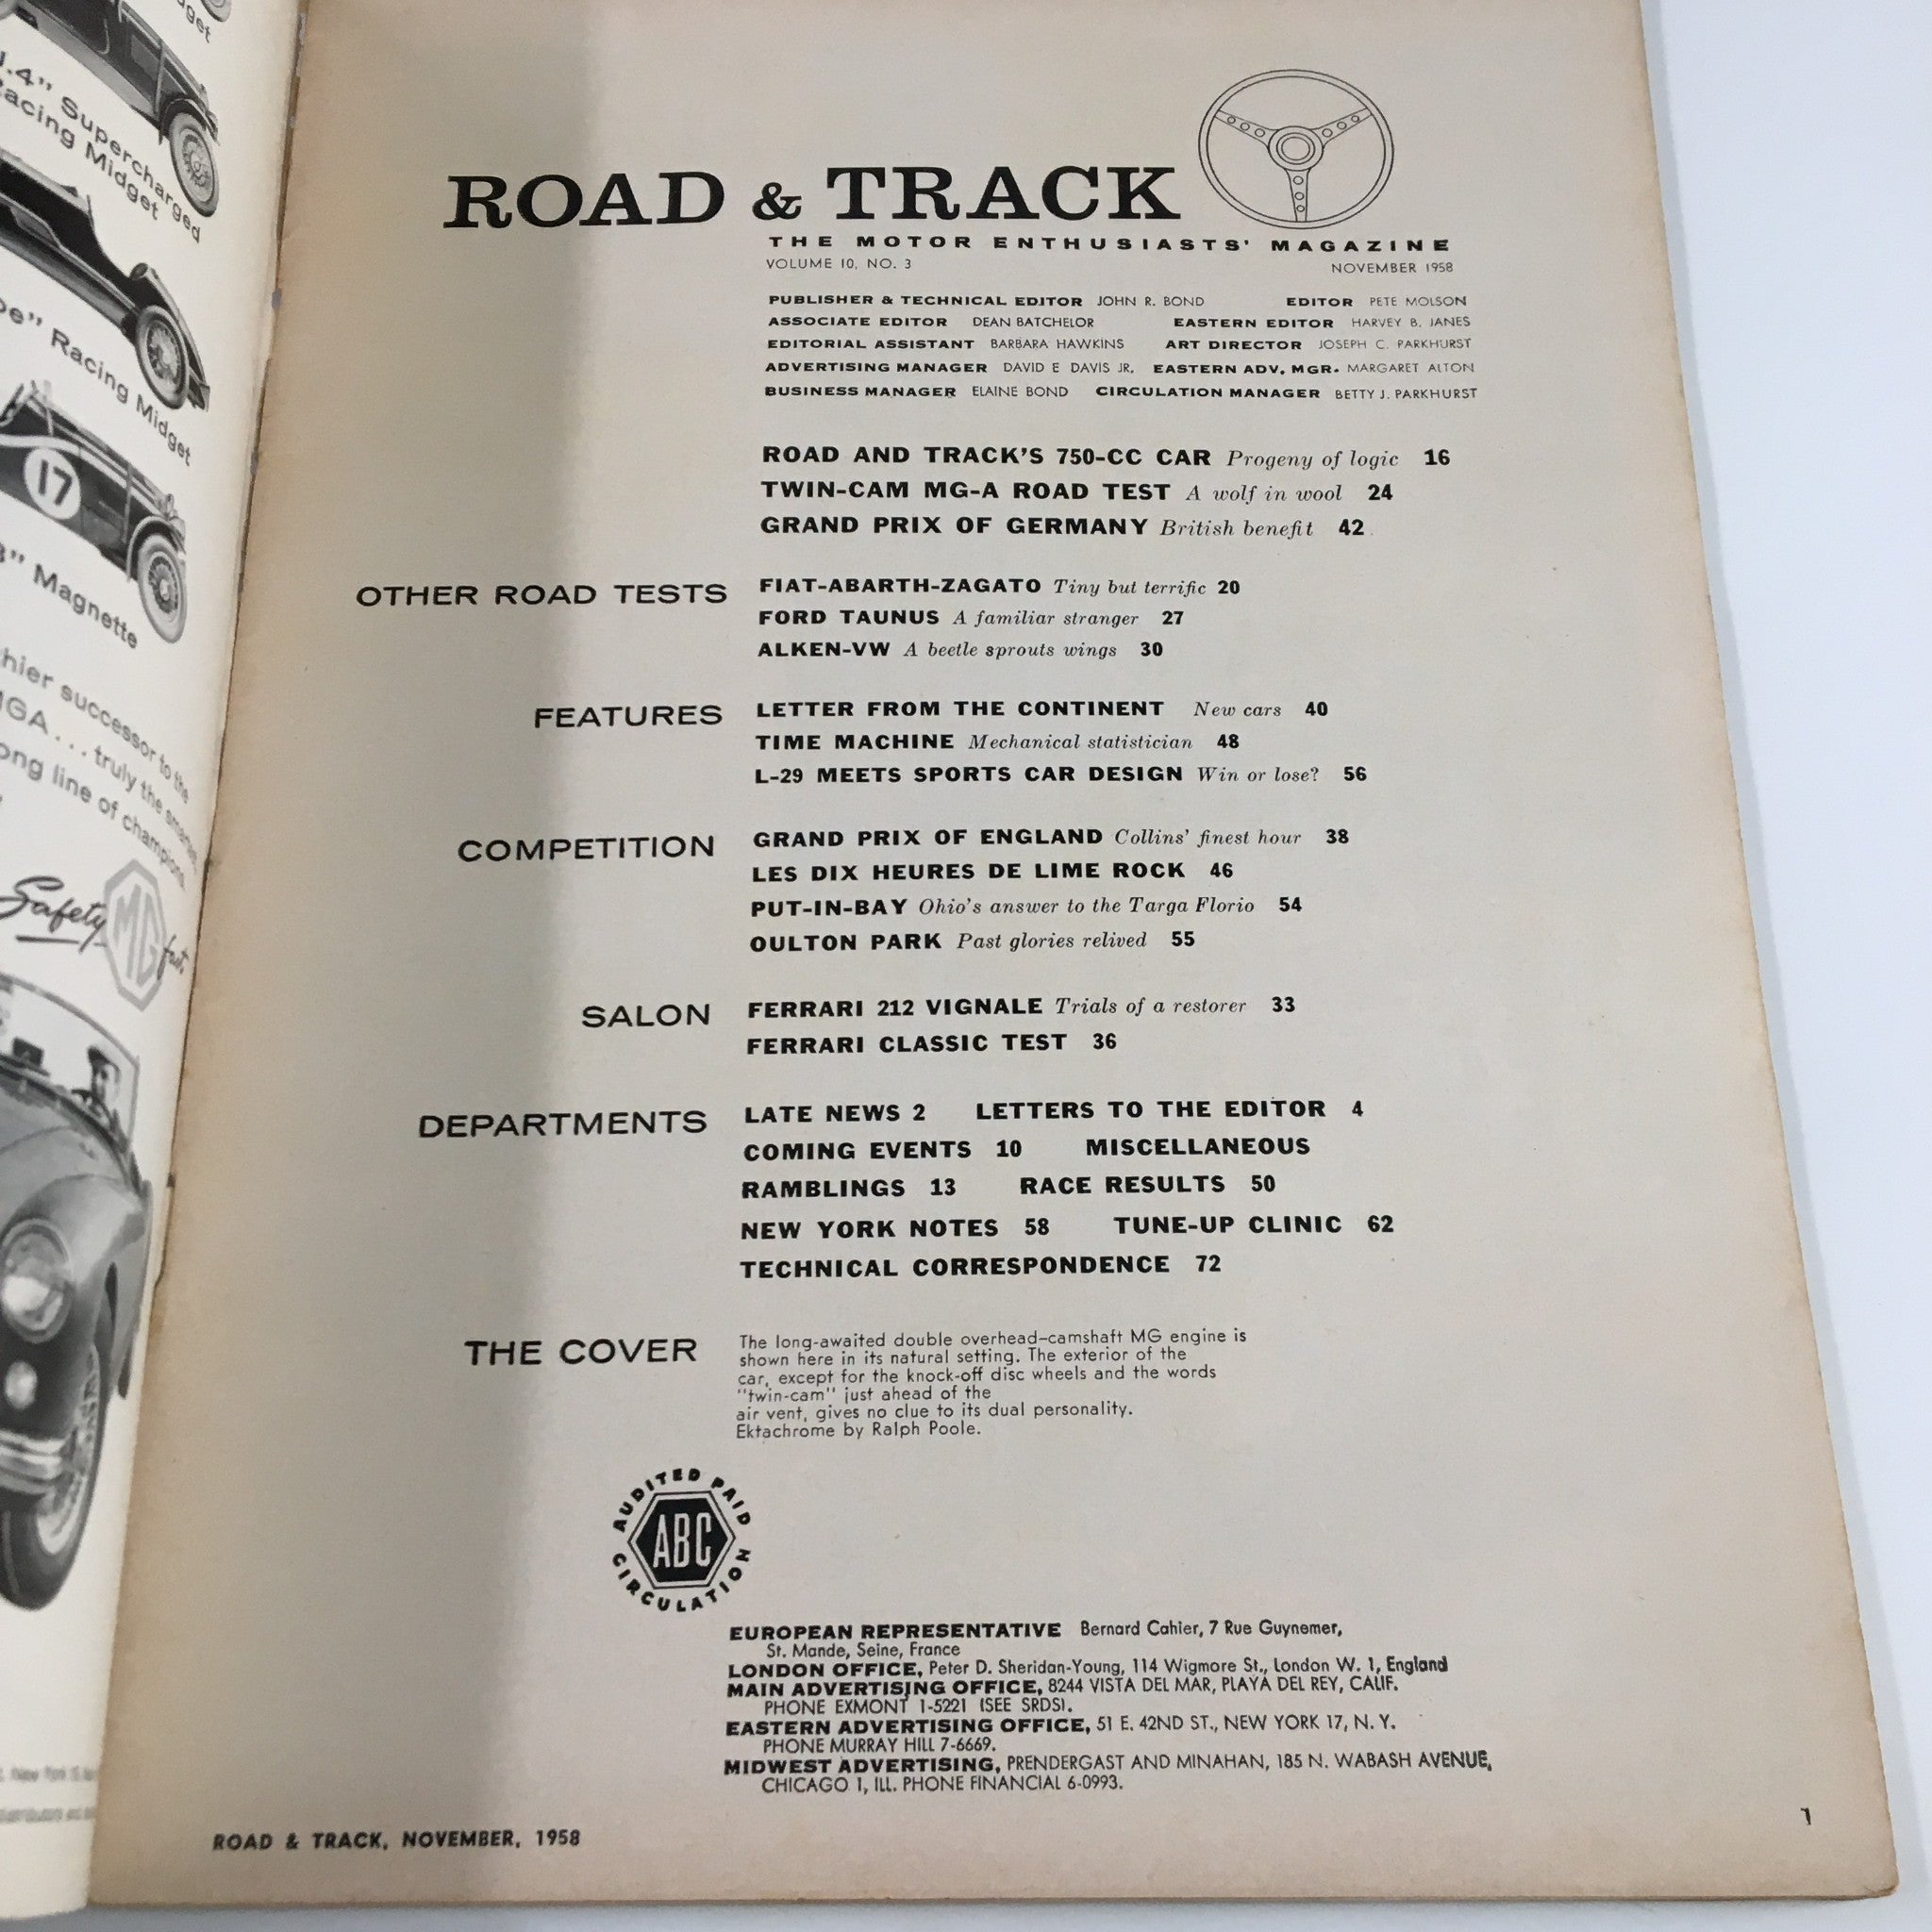 J.4" Supercharged
Racing Midget
Racing Midget
17
Magnette
successor to the
MGA . . . truly the
long line of champions.
Safety MG fast
ROAD & TRACK
THE MOTOR ENTHUSIASTS' MAGAZINE
VOLUME 10, NO. 3 NOVEMBER 1958
PUBLISHER & TECHNICAL EDITOR JOHN R. BOND EDITOR PETE MOLSON
ASSOCIATE EDITOR DEAN BATCHELOR EASTERN EDITOR HARVEY B. JANES
EDITORIAL ASSISTANT BARBARA HAWKINS ART DIRECTOR JOSEPH C. PARKHURST
ADVERTISING MANAGER DAVID E DAVIS JR. EASTERN ADV. MGR. MARGARET ALTON
BUSINESS MANAGER ELAINE BOND CIRCULATION MANAGER BETTY J. PARKHURST
ROAD AND TRACK'S 750-CC CAR Progeny of logic 16
TWIN-CAM MG-A ROAD TEST A wolf in wool 24
GRAND PRIX OF GERMANY British benefit 42
OTHER ROAD TESTS FIAT-ABARTH-ZAGATO Tiny but terrific 20
FORD TAUNUS A familiar stranger 27
ALKEN-VW A beetle sprouts wings 30
FEATURES LETTER FROM THE CONTINENT New cars 40
TIME MACHINE Mechanical statistician 48
L-29 MEETS SPORTS CAR DESIGN Win or lose? 56
COMPETITION GRAND PRIX OF ENGLAND Collins' finest hour 38
LES DIX HEURES DE LIME ROCK 46
PUT-IN-BAY Ohio's answer to the Targa Florio 54
OULTON PARK Past glories relived 55
SALON FERRARI 212 VIGNALE Trials of a restorer 33
FERRARI CLASSIC TEST 36
DEPARTMENTS LATE NEWS 2 LETTERS TO THE EDITOR 4
COMING EVENTS 10 MISCELLANEOUS
RAMBLINGS 13 RACE RESULTS 50
NEW YORK NOTES 58 TUNE-UP CLINIC 62
TECHNICAL CORRESPONDENCE 72
THE COVER The long-awaited double overhead-camshaft MG engine is
shown here in its natural setting. The exterior of the
car, except for the knock-off disc wheels and the words
"twin-cam" just ahead of the
air vent, gives no clue to its dual personality.
Ektachrome by Ralph Poole.
AUDITED PAID
ABC
CIRCULATION
EUROPEAN REPRESENTATIVE Bernard Cahier, 7 Rue Guynemer,
St. Mande, Seine, France
LONDON OFFICE, Peter D. Sheridan-Young, 114 Wigmore St., London W. 1, England
MAIN ADVERTISING OFFICE, 8244 VISTA DEL MAR, PLAYA DEL REY, CALIF.
PHONE EXMONT 1-5221 (SEE SRDS).
EASTERN ADVERTISING OFFICE, 51 E. 42ND ST., NEW YORK 17, N. Y.
PHONE MURRAY HILL 7-6669.
MIDWEST ADVERTISING, PRENDERGAST AND MINAHAN, 185 N. WABASH AVENUE,
CHICAGO 1, ILL. PHONE FINANCIAL 6-0993.
ROAD & TRACK, NOVEMBER, 1958 1